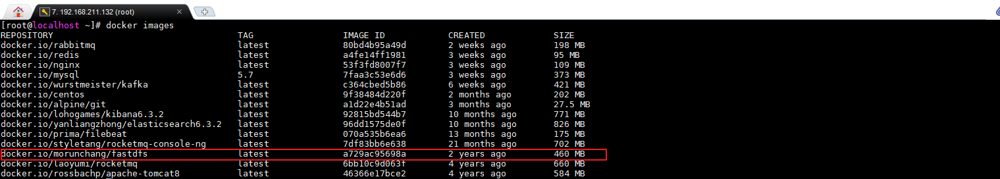 7. 192.168.211.132 (root)
[root@localhost ~]# docker images
REPOSITORY TAG IMAGE ID CREATED SIZE
docker.io/rabbitmq latest 80bd4b95a49d 2 weeks ago 198 MB
docker.io/redis latest a4fe14ff1981 3 weeks ago 95 MB
docker.io/nginx latest 53f3fd8007f7 3 weeks ago 109 MB
docker.io/mysql 5.7 7faa3c53e6d6 3 weeks ago 373 MB
docker.io/wurstmeister/kafka latest c364cbed5b86 6 weeks ago 421 MB
docker.io/centos latest 9f38484d220f 2 months ago 202 MB
docker.io/alpine/git latest a1d22e4b51ad 3 months ago 27.5 MB
docker.io/lohogames/kibana6.3.2 latest 92815bd544b7 10 months ago 771 MB
docker.io/yanliangzhong/elasticsearch6.3.2 latest 96dd1575de0f 10 months ago 826 MB
docker.io/prima/filebeat latest 070a535b6ea6 13 months ago 175 MB
docker.io/styletang/rocketmq-console-ng latest 7df83bb6e638 21 months ago 702 MB
docker.io/morunchang/fastdfs latest a729ac95698a 2 years ago 460 MB
docker.io/laoyumi/rocketmq latest 6bb10c9d063f 4 years ago 660 MB
docker.io/rossbachp/apache-tomcat8 latest 46366e17bce2 4 years ago 584 MB